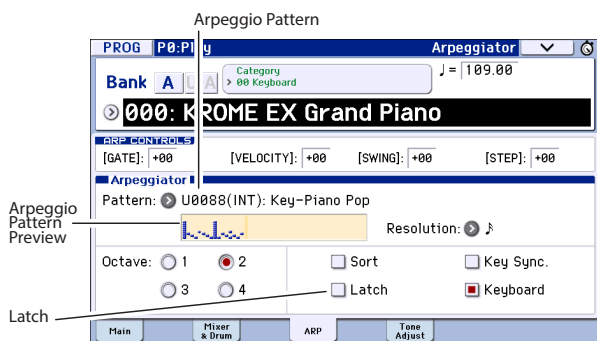 Arpeggio Pattern
PROG P0:Play Arpeggiator
Bank A U A Category ♩= 109.00
00 Keyboard
000: KROME EX Grand Piano
ARP CONTROLS
[GATE]: +00 [VELOCITY]: +00 [SWING]: +00 [STEP]: +00
Arpeggiator
Pattern: U0088(INT): Key-Piano Pop
Arpeggio
Pattern
Preview
Resolution: ♪
Octave: 1 2 Sort Key Sync.
3 4 Latch Keyboard
Latch
Main Mixer & Drum ARP Tone Adjust